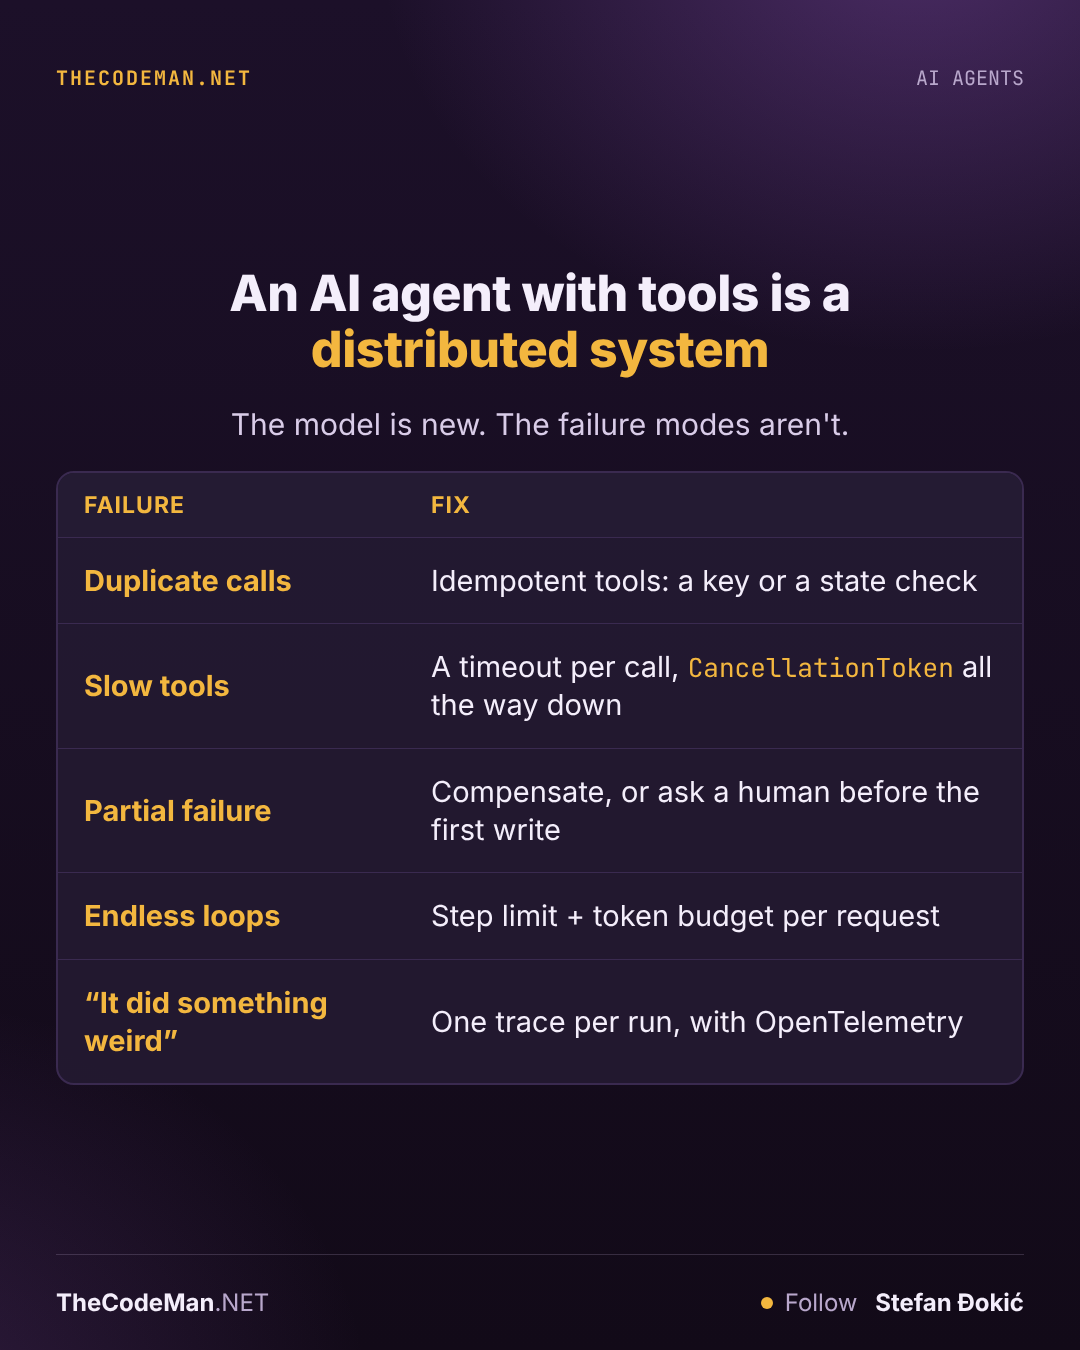 THECODEMAN.NET
AI AGENTS
An AI agent with tools is a
distributed system
The model is new. The failure modes aren't.
FAILURE FIX
Duplicate calls Idempotent tools: a key or a state check
Slow tools A timeout per call, CancellationToken all
the way down
Partial failure Compensate, or ask a human before the
first write
Endless loops Step limit + token budget per request
“It did something
weird” One trace per run, with OpenTelemetry
TheCodeMan.NET
Follow Stefan Đokić